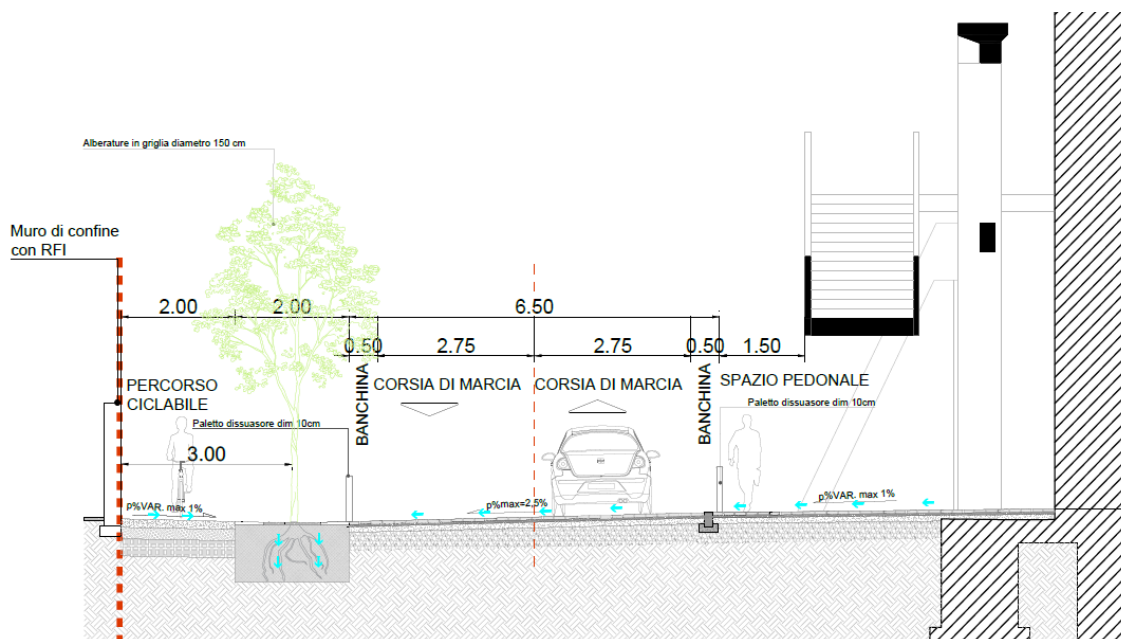 Alberature in griglia diametro 150 cm
Muro di confine
con RFI
2.00
2.00
6.50
0.50
2.75
2.75
0.50
1.50
PERCORSO
CICLABILE
BANCHINA
CORSIA DI MARCIA
CORSIA DI MARCIA
BANCHINA
SPAZIO PEDONALE
Paletto dissuasore dim 10cm
Paletto dissuasore dim 10cm
3.00
p%VAR. max 1%
p%max=2,5%
p%VAR. max 1%